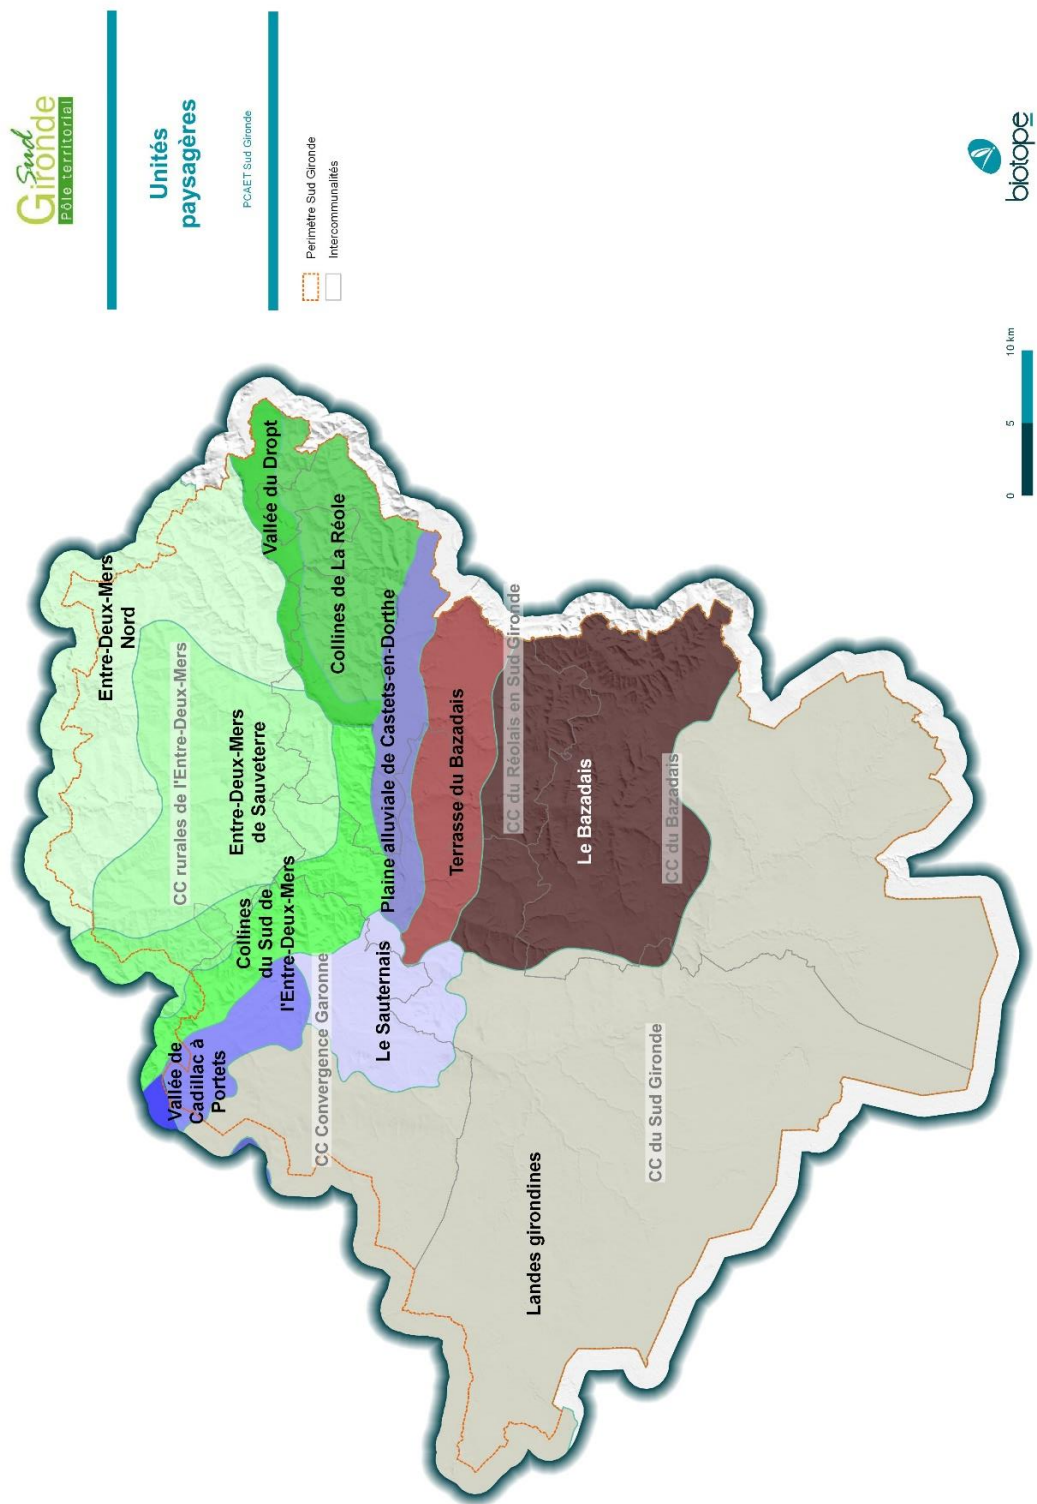 Sud
Gironde
Pôle territorial
Unités
paysagères
PCAET Sud Gironde
Perimètre Sud Gironde
Intercommunalités
Entre-Deux-Mers
Nord
CC rurales de l'Entre-Deux-Mers
Entre-Deux-Mers
de Sauveterre
Vallée du Dropt
Collines de La Réole
Collines
du Sud de
l'Entre-Deux-Mers
Vallée de
Cadillac à
Portets
CC Convergence Garonne
Le Sauternais
Plaine alluviale de Castets-en-Dorthe
Terrasse du Bazadais
CC du Réolais en Sud Gironde
Le Bazadais
CC du Bazadais
Landes girondines
CC du Sud Gironde
0 5 10 km
biotope